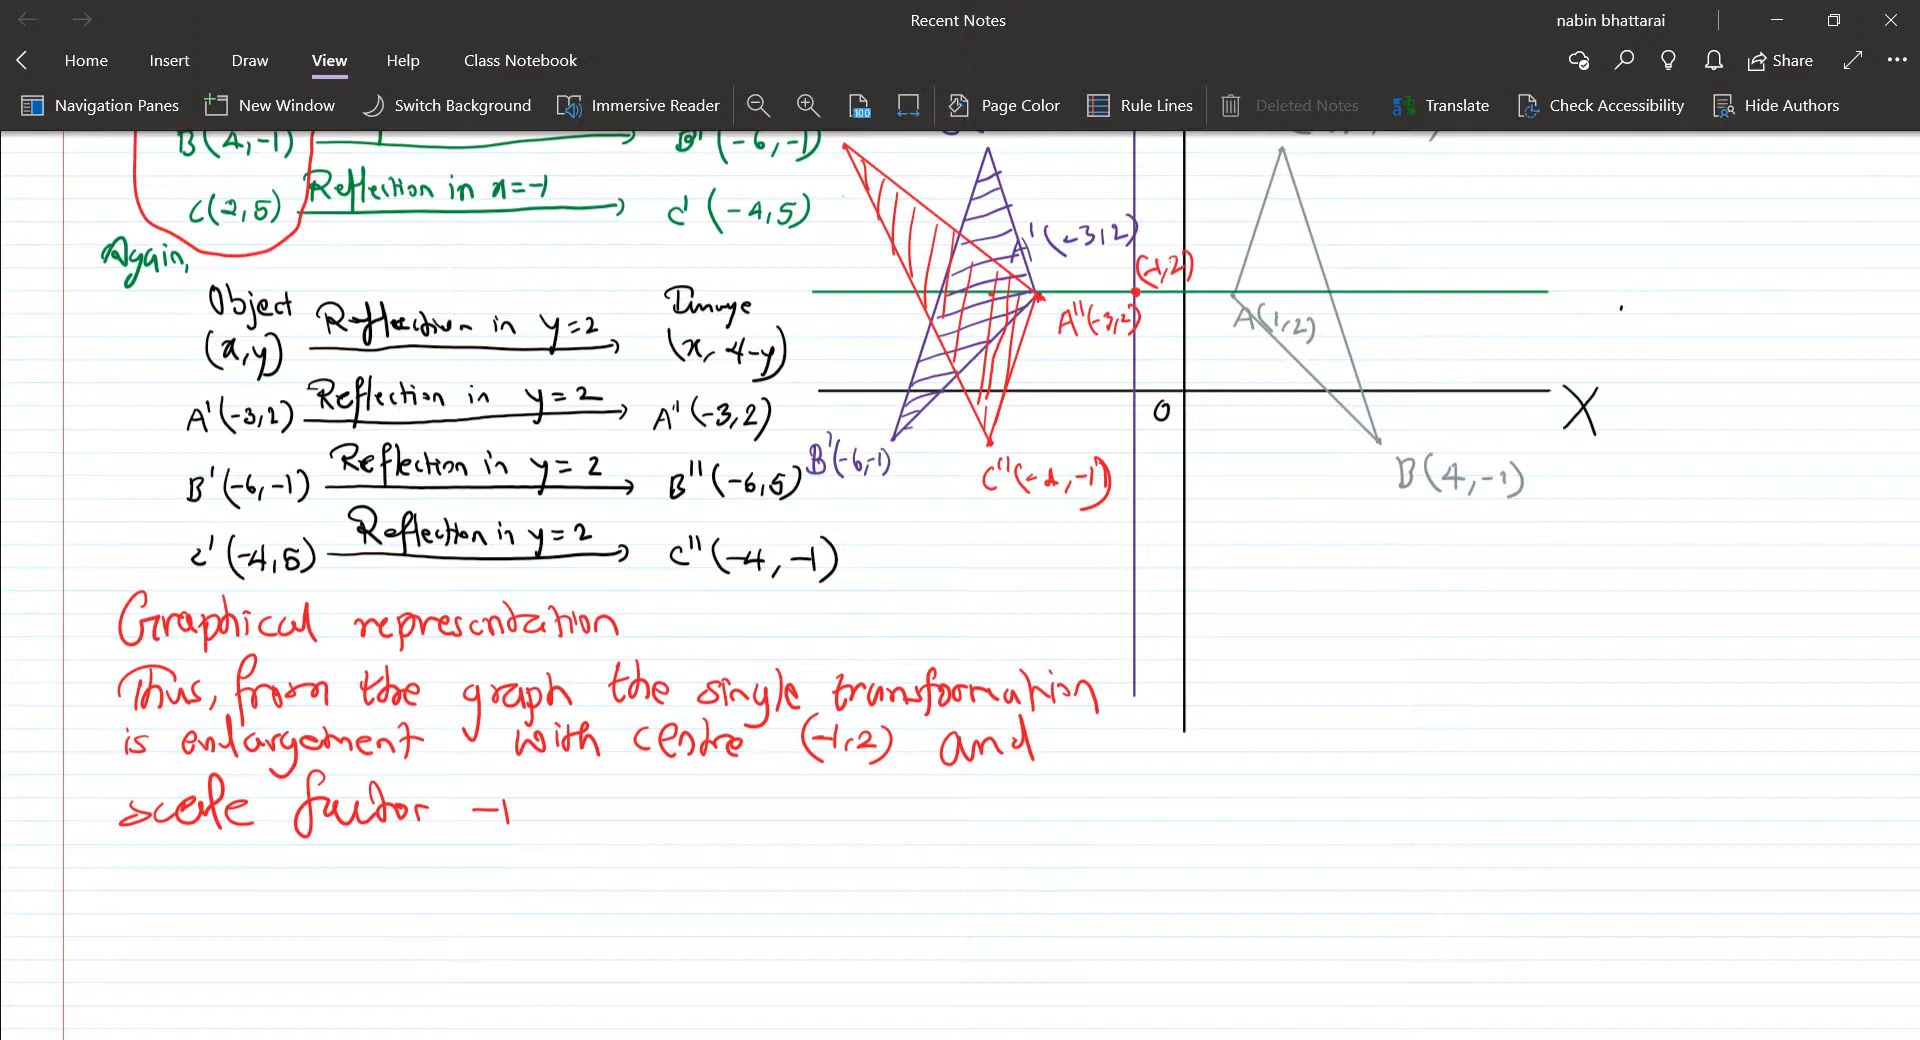 Recent Notes
nabin bhattarai
Home Insert Draw View Help Class Notebook
Share
Navigation Panes New Window Switch Background Immersive Reader 100 Page Color Rule Lines Deleted Notes Translate Check Accessibility Hide Authors
B(4,-1) B'(-6,-1)
Reflection in x=-1
C(2,5) C'(-4,5)
Again,
Object Reflection in y=2 Image
(x,y) (x, 4-y)
A'(-3,2) Reflection in y=2 A''(-3,2)
B'(-6,-1) Reflection in y=2 B''(-6,5)
C'(-4,5) Reflection in y=2 C''(-4,-1)
Graphical representation
Thus, from the graph the single transformation
is enlargement with centre (-1,2) and
scale factor -1
A'(-3,2)
(-1,2)
A''(-3,2)
A(1,2)
O
X
B'(-6,-1)
C''(-4,-1)
B(4,-1)